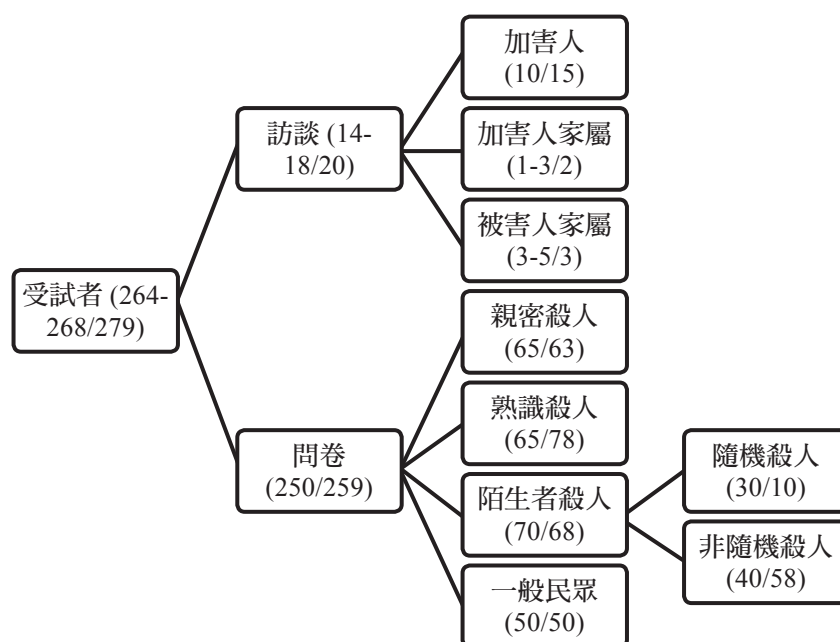 受試者 (264-
268/279)
訪談 (14-
18/20)
加害人
(10/15)
加害人家屬
(1-3/2)
被害人家屬
(3-5/3)
問卷
(250/259)
親密殺人
(65/63)
熟識殺人
(65/78)
陌生者殺人
(70/68)
隨機殺人
(30/10)
非隨機殺人
(40/58)
一般民眾
(50/50)